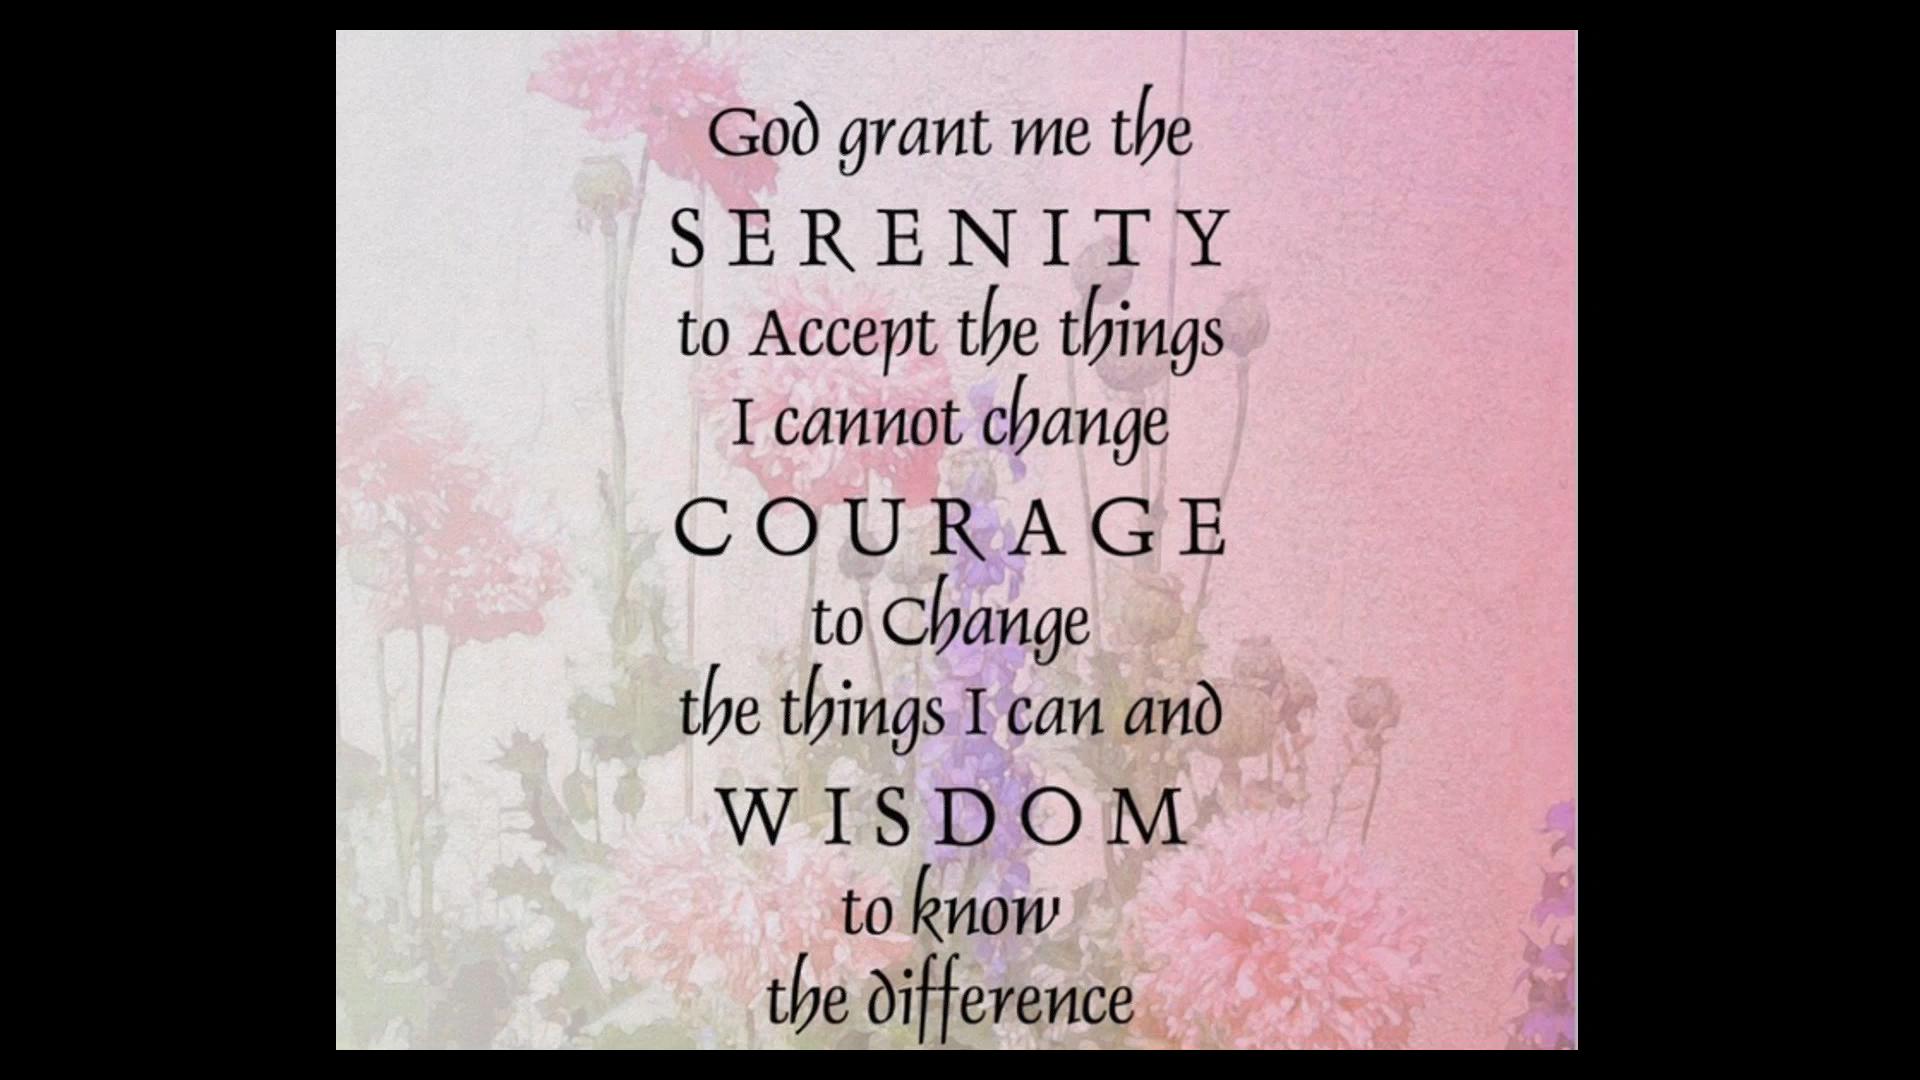 God grant me the
SERENITY
to Accept the things
I cannot change
COURAGE
to Change
the things I can and
WISDOM
to know
the difference